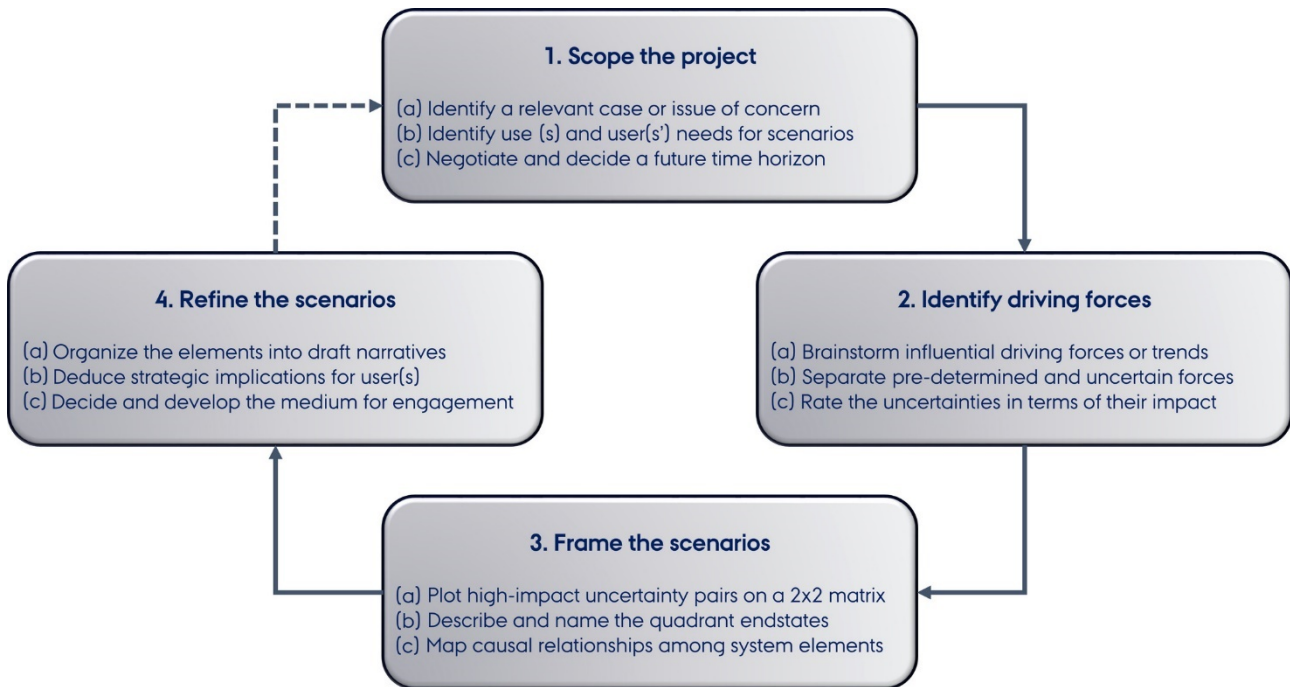 1. Scope the project
(a) Identify a relevant case or issue of concern
(b) Identify use (s) and user(s’) needs for scenarios
(c) Negotiate and decide a future time horizon
2. Identify driving forces
(a) Brainstorm influential driving forces or trends
(b) Separate pre-determined and uncertain forces
(c) Rate the uncertainties in terms of their impact
3. Frame the scenarios
(a) Plot high-impact uncertainty pairs on a 2x2 matrix
(b) Describe and name the quadrant endstates
(c) Map causal relationships among system elements
4. Refine the scenarios
(a) Organize the elements into draft narratives
(b) Deduce strategic implications for user(s)
(c) Decide and develop the medium for engagement